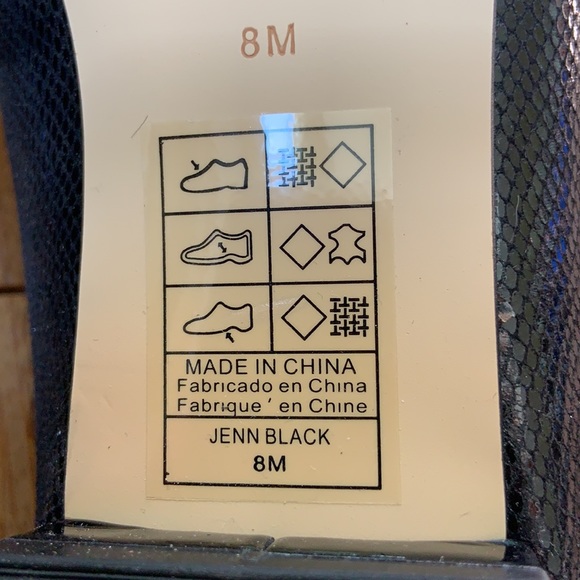 8M
MADE IN CHINA
Fabricado en China
Fabrique ' en Chine
JENN BLACK
8M